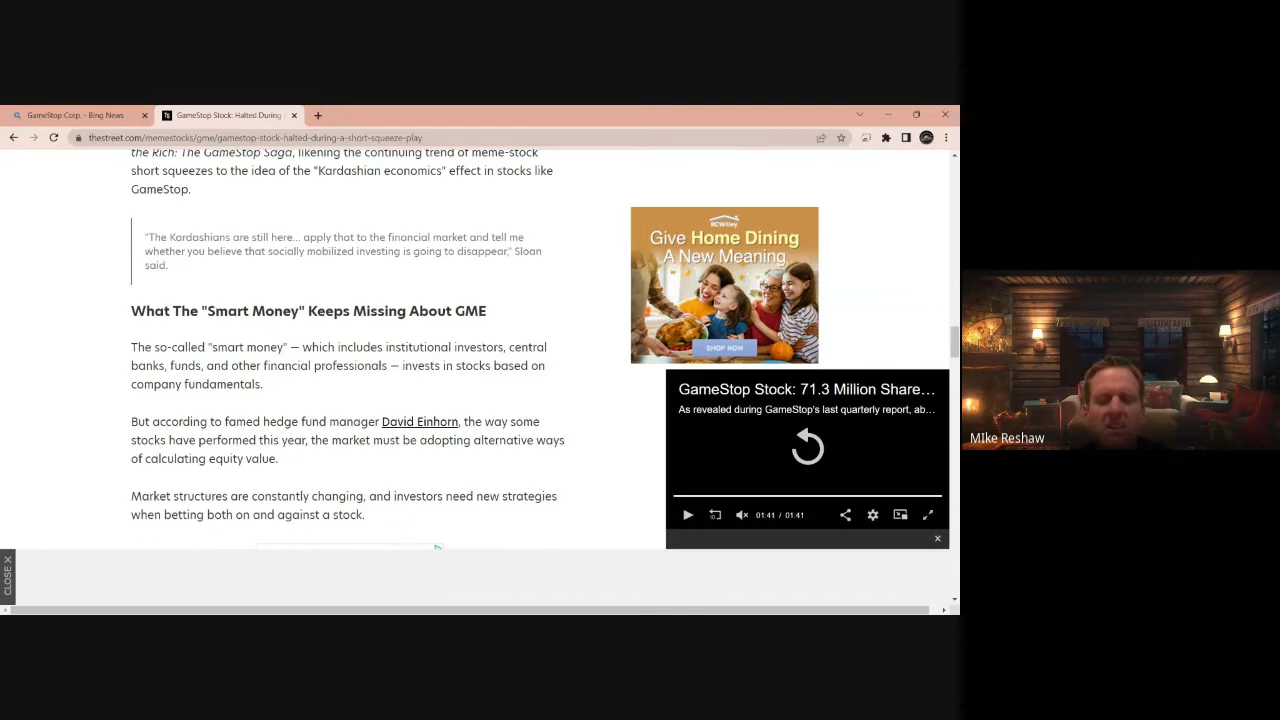 GameStop Corp. - Bing News
GameStop Stock: Halted During
thestreet.com/memestocks/gme/gamestop-stock-halted-during-a-short-squeeze-play
the Rich: The GameStop Saga, likening the continuing trend of meme-stock
short squeezes to the idea of the "Kardashian economics" effect in stocks like
GameStop.
"The Kardashians are still here... apply that to the financial market and tell me
whether you believe that socially mobilized investing is going to disappear," Sloan
said.
What The "Smart Money" Keeps Missing About GME
The so-called "smart money" — which includes institutional investors, central
banks, funds, and other financial professionals — invests in stocks based on
company fundamentals.
But according to famed hedge fund manager David Einhorn, the way some
stocks have performed this year, the market must be adopting alternative ways
of calculating equity value.
Market structures are constantly changing, and investors need new strategies
when betting both on and against a stock.
RCWilley
Give Home Dining
A New Meaning
SHOP NOW
GameStop Stock: 71.3 Million Share...
As revealed during GameStop's last quarterly report, ab...
10
01:41 / 01:41
CLOSE X
MIke Reshaw